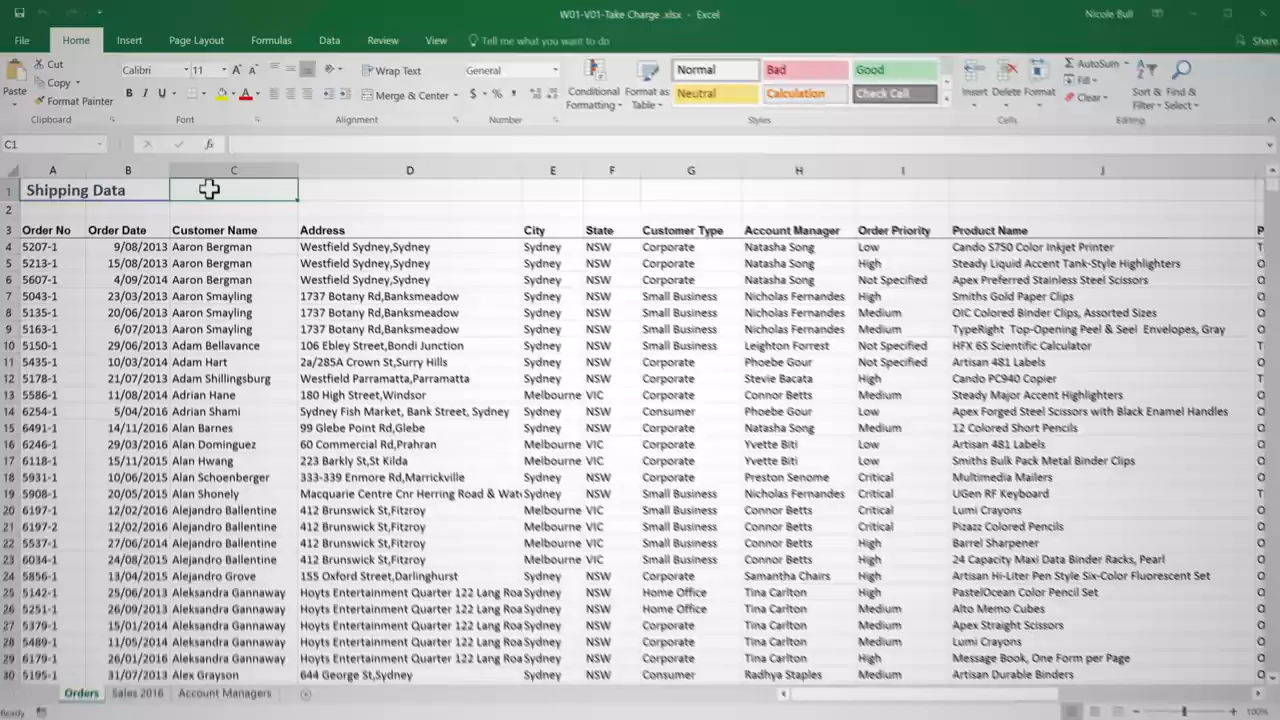 W01-V01-Take Charge .xlsx - Excel
Nicole Bull
File Home Insert Page Layout Formulas Data Review View Tell me what you want to do Share
Paste Cut
Copy
Format Painter
Calibri 11
B I U
Wrap Text
Merge & Center
General
$ %
Conditional Formatting
Format as Table
Normal Bad Good
Neutral Calculation Check Cell
Insert Delete Format
AutoSum
Fill
Clear
Sort & Filter
Find & Select
Clipboard Font Alignment Number Styles Cells Editing
C1 fx
A B C D E F G H I J
1 Shipping Data
2
3 Order No Order Date Customer Name Address City State Customer Type Account Manager Order Priority Product Name P
4 5207-1 9/08/2013 Aaron Bergman Westfield Sydney,Sydney Sydney NSW Corporate Natasha Song Low Cando S750 Color Inkjet Printer
5 5213-1 15/08/2013 Aaron Bergman Westfield Sydney,Sydney Sydney NSW Corporate Natasha Song High Steady Liquid Accent Tank-Style Highlighters
6 5607-1 4/09/2014 Aaron Bergman Westfield Sydney,Sydney Sydney NSW Corporate Natasha Song Not Specified Apex Preferred Stainless Steel Scissors
7 5043-1 23/03/2013 Aaron Smayling 1737 Botany Rd,Banksmeadow Sydney NSW Small Business Nicholas Fernandes High Smiths Gold Paper Clips
8 5135-1 20/06/2013 Aaron Smayling 1737 Botany Rd,Banksmeadow Sydney NSW Small Business Nicholas Fernandes Medium OIC Colored Binder Clips, Assorted Sizes
9 5163-1 6/07/2013 Aaron Smayling 1737 Botany Rd,Banksmeadow Sydney NSW Small Business Nicholas Fernandes Medium TypeRight Top-Opening Peel & Seel Envelopes, Gray
10 5150-1 29/06/2013 Adam Bellavance 106 Ebley Street,Bondi Junction Sydney NSW Small Business Leighton Forrest Not Specified HFX 6S Scientific Calculator
11 5435-1 10/03/2014 Adam Hart 2a/285A Crown St,Surry Hills Sydney NSW Corporate Phoebe Gour Not Specified Artisan 481 Labels
12 5178-1 21/07/2013 Adam Shillingsburg Westfield Parramatta,Parramatta Sydney NSW Corporate Stevie Bacata High Cando PC940 Copier
13 5586-1 11/08/2014 Adrian Hane 180 High Street,Windsor Melbourne VIC Corporate Connor Betts Medium Steady Major Accent Highlighters
14 6254-1 5/04/2016 Adrian Shami Sydney Fish Market, Bank Street, Sydney Sydney NSW Consumer Phoebe Gour Low Apex Forged Steel Scissors with Black Enamel Handles
15 6491-1 14/11/2016 Alan Barnes 99 Glebe Point Rd,Glebe Sydney NSW Corporate Natasha Song Medium 12 Colored Short Pencils
16 6246-1 29/03/2016 Alan Dominguez 60 Commercial Rd,Prahran Melbourne VIC Corporate Yvette Biti Low Artisan 481 Labels
17 6118-1 15/11/2015 Alan Hwang 223 Barkly St,St Kilda Melbourne VIC Corporate Yvette Biti Low Smiths Bulk Pack Metal Binder Clips
18 5931-1 10/06/2015 Alan Schoenberger 333-339 Enmore Rd,Marrickville Sydney NSW Corporate Preston Senome Critical Multimedia Mailers
19 5908-1 20/05/2015 Alan Shonely Macquarie Centre Cnr Herring Road & Wat Sydney NSW Small Business Nicholas Fernandes Critical UGen RF Keyboard
20 6197-1 12/02/2016 Alejandro Ballentine 412 Brunswick St,Fitzroy Melbourne VIC Small Business Connor Betts Critical Lumi Crayons
21 6197-2 12/02/2016 Alejandro Ballentine 412 Brunswick St,Fitzroy Melbourne VIC Small Business Connor Betts Critical Pizazz Colored Pencils
22 5537-1 27/06/2014 Alejandro Ballentine 412 Brunswick St,Fitzroy Melbourne VIC Small Business Connor Betts High Barrel Sharpener
23 6034-1 24/08/2015 Alejandro Ballentine 412 Brunswick St,Fitzroy Melbourne VIC Small Business Connor Betts High 24 Capacity Maxi Data Binder Racks, Pearl
24 5856-1 13/04/2015 Alejandro Grove 155 Oxford Street,Darlinghurst Sydney NSW Corporate Samantha Chairs High Artisan Hi-Liter Pen Style Six-Color Fluorescent Set
25 5142-1 25/06/2013 Aleksandra Gannaway Hoyts Entertainment Quarter 122 Lang Roa Sydney NSW Home Office Tina Carlton High PastelOcean Color Pencil Set
26 5251-1 26/09/2013 Aleksandra Gannaway Hoyts Entertainment Quarter 122 Lang Roa Sydney NSW Home Office Tina Carlton Medium Alto Memo Cubes
27 5379-1 15/01/2014 Aleksandra Gannaway Hoyts Entertainment Quarter 122 Lang Roa Sydney NSW Corporate Tina Carlton Medium Apex Straight Scissors
28 5489-1 11/05/2014 Aleksandra Gannaway Hoyts Entertainment Quarter 122 Lang Roa Sydney NSW Corporate Tina Carlton Medium Lumi Crayons
29 6179-1 26/01/2016 Aleksandra Gannaway Hoyts Entertainment Quarter 122 Lang Roa Sydney NSW Corporate Tina Carlton High Message Book, One Form per Page
30 5195-1 31/07/2013 Alex Grayson 644 George St,Sydney Sydney NSW Consumer Radhya Staples Medium Artisan Durable Binders
Orders Sales 2016 Account Managers
Ready 100%